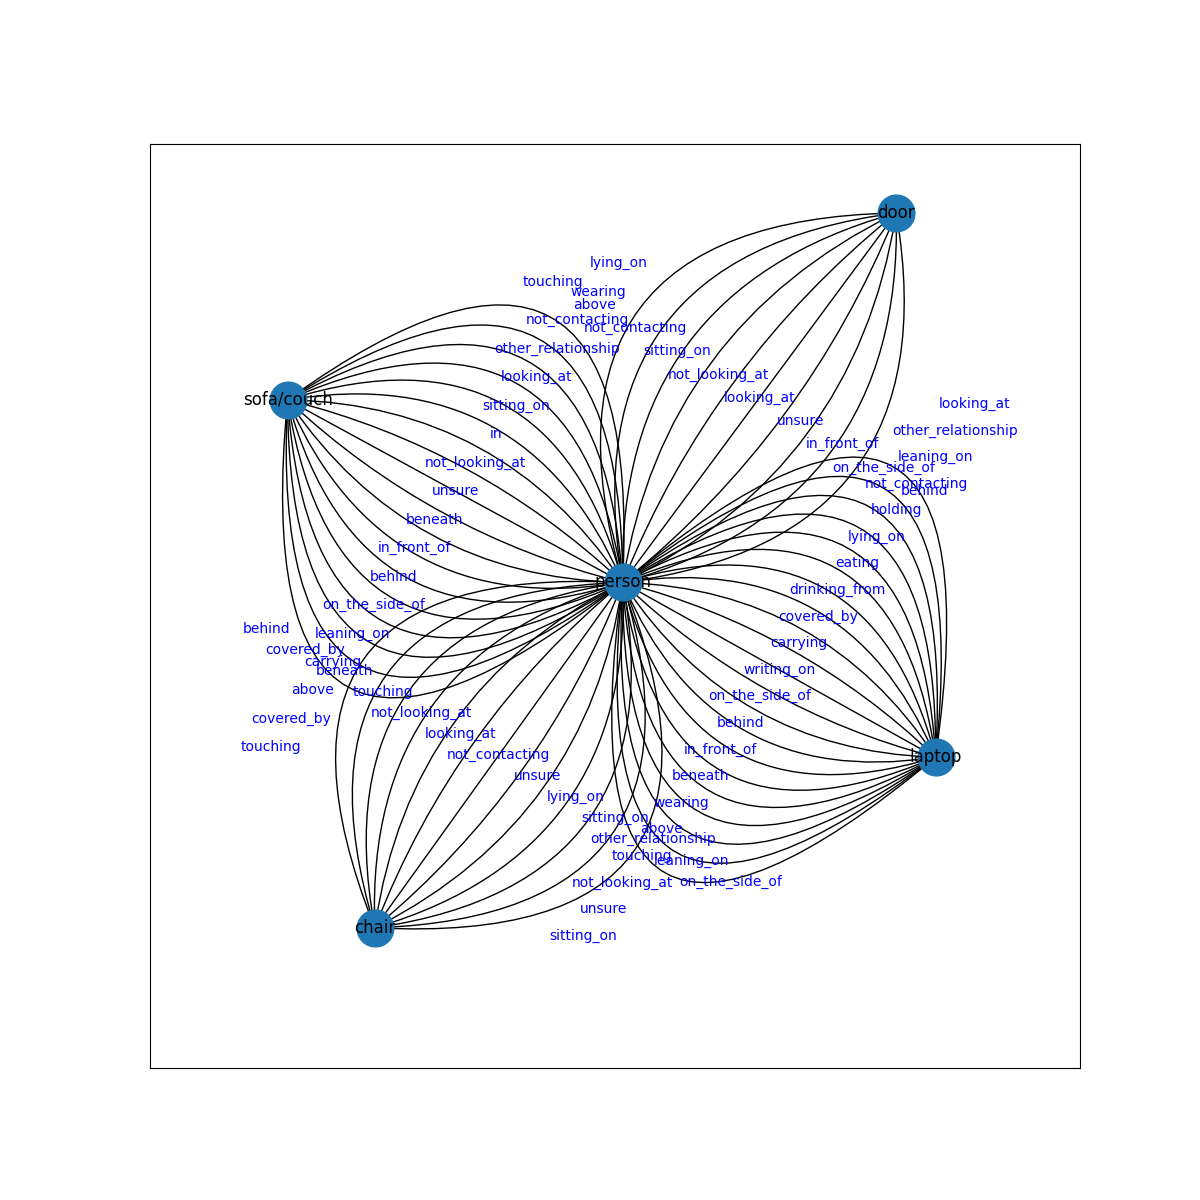 door
lying_on
touching
wearing
above
not_contacting
not_contacting
other_relationship
sitting_on
not_looking_at
looking_at
looking_at
sofa/couch
looking_at
sitting_on
unsure
other_relationship
in
in_front_of
leaning_on
not_looking_at
on_the_side_of
not_contacting
behind
unsure
holding
beneath
lying_on
in_front_of
eating
behind
person
drinking_from
on_the_side_of
covered_by
behind
leaning_on
carrying
covered_by
carrying
beneath
writing_on
above
touching
on_the_side_of
not_looking_at
covered_by
behind
looking_at
touching
in_front_of
not_contacting
laptop
unsure
beneath
lying_on
wearing
sitting_on
above
other_relationship
touching
leaning_on
not_looking_at
on_the_side_of
unsure
chair
sitting_on